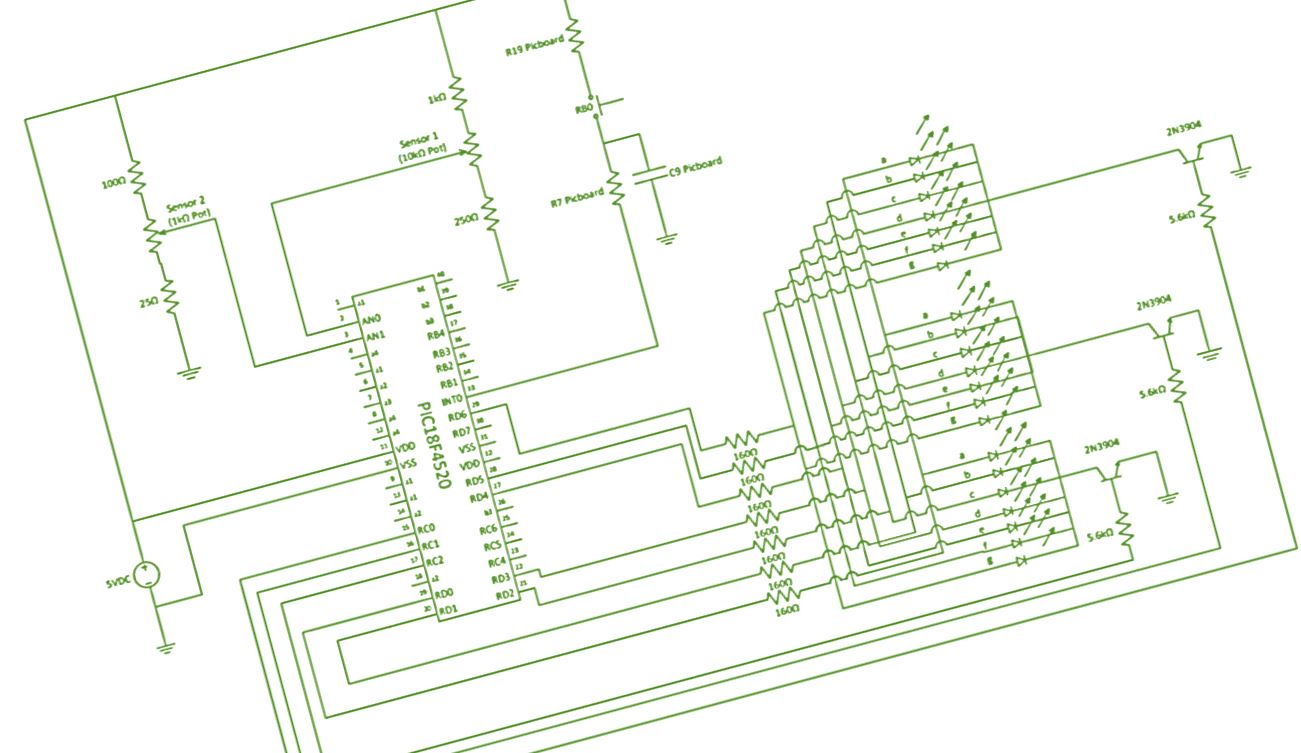 R19 Picboard
RB0
C9 Picboard
R7 Picboard
1kΩ
Sensor 1
(10kΩ Pot)
250Ω
100Ω
Sensor 2
(1kΩ Pot)
25Ω
5VDC
PIC18F4520
1
2
3
AN0
AN1
VDD
VSS
RC0
RC1
RC2
RD0
RD1
RB4
RB3
RB2
RB1
INT0
RD6
RD7
VSS
VDD
RD5
RD4
RC6
RC5
RC4
RD3
RD2
160Ω
160Ω
160Ω
160Ω
160Ω
160Ω
160Ω
a
b
c
d
e
f
g
2N3904
5.6kΩ
a
b
c
d
e
f
g
2N3904
5.6kΩ
a
b
c
d
e
f
g
2N3904
5.6kΩ